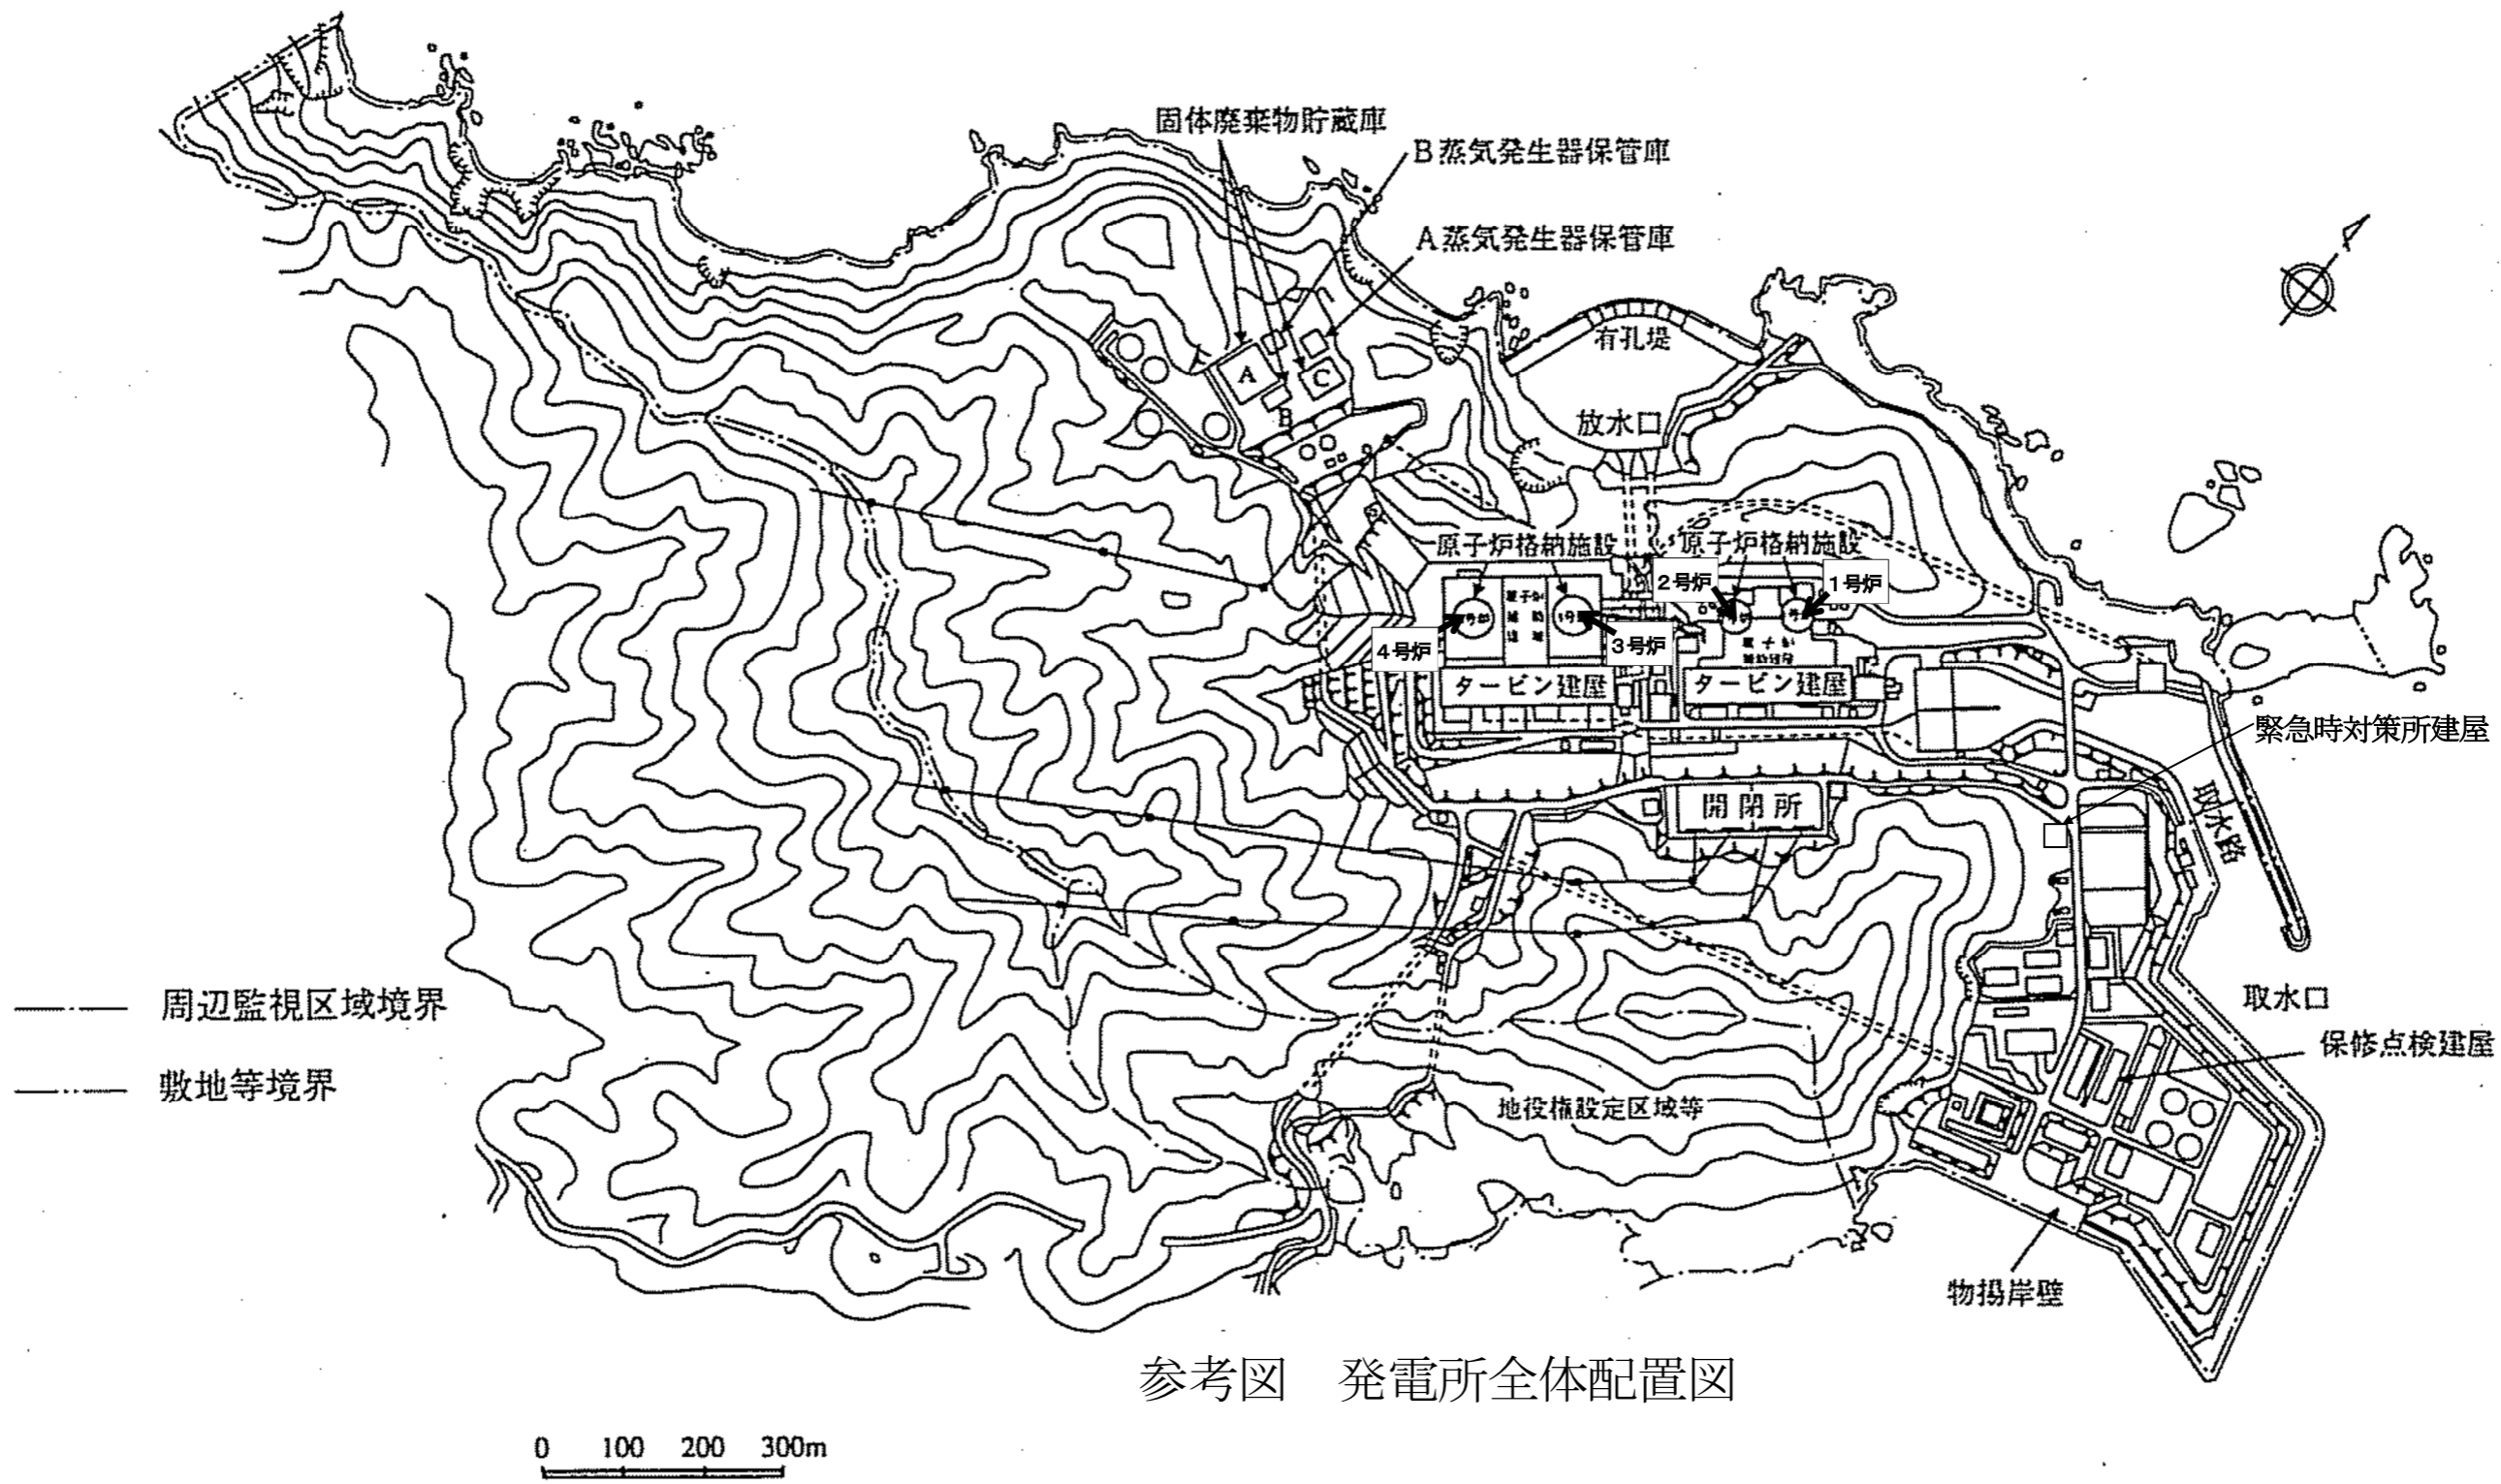 固体廃棄物貯蔵庫
B蒸気発生器保管庫
A蒸気発生器保管庫
有孔堤
A
C
B
放水口
原子炉格納施設
原子炉格納施設
2号炉
1号炉
4号炉
3号炉
タービン建屋
タービン建屋
緊急時対策所建屋
開閉所
取水路
周辺監視区域境界
取水口
保修点検建屋
敷地等境界
地役権設定区域等
物揚岸壁
参考図 発電所全体配置図
0 100 200 300m